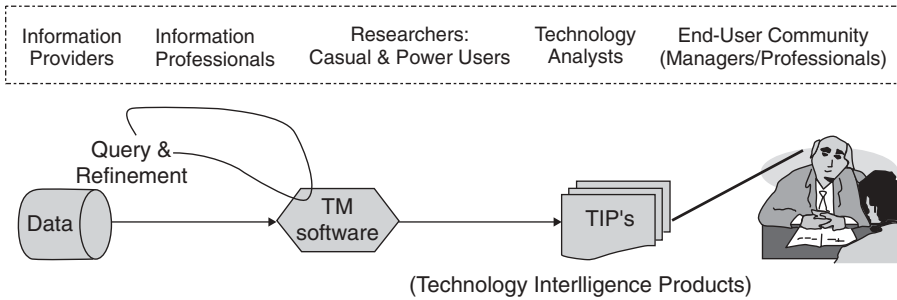 Information
Providers
Information
Professionals
Researchers:
Casual & Power Users
Technology
Analysts
End-User Community
(Managers/Professionals)
Query &
Refinement
Data
TM
software
TIP's
(Technology Interlligence Products)